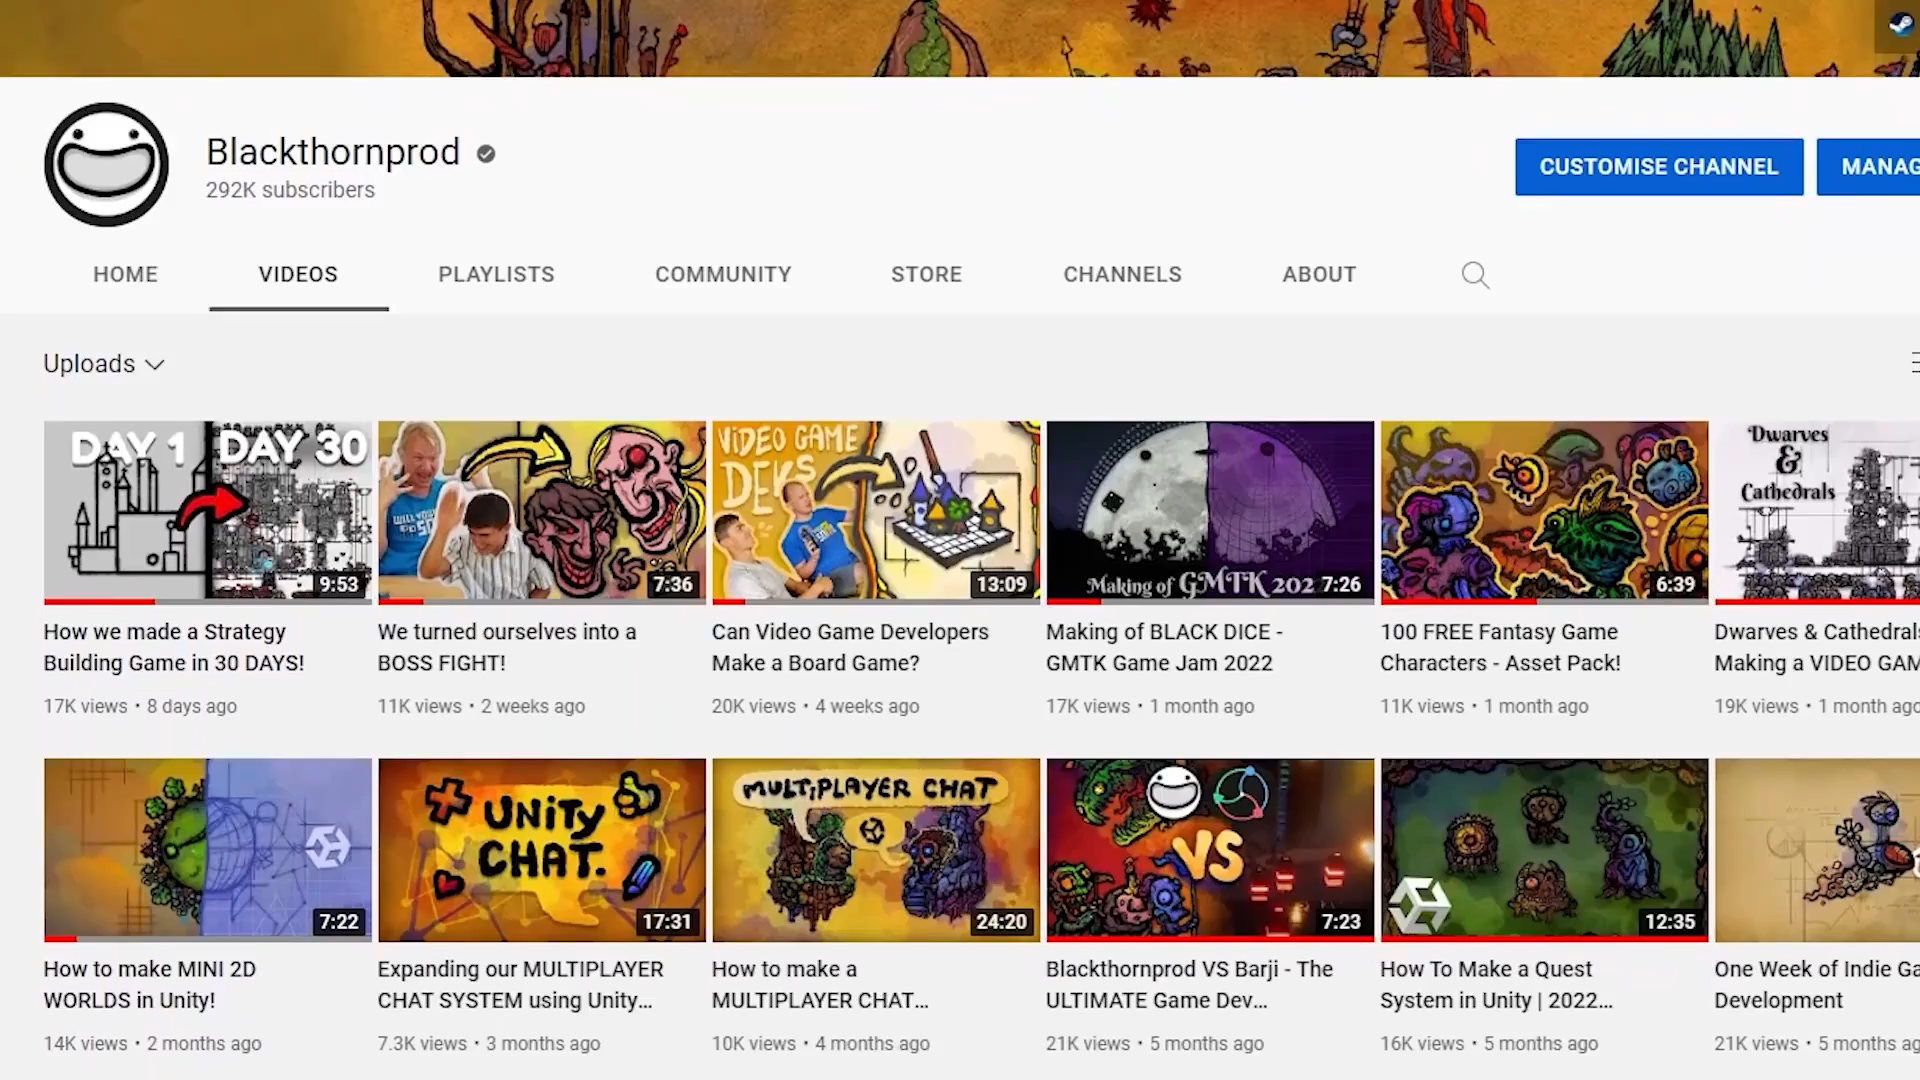 Blackthornprod
292K subscribers
CUSTOMISE CHANNEL
MANAG
HOME
VIDEOS
PLAYLISTS
COMMUNITY
STORE
CHANNELS
ABOUT
Uploads
DAY 1
DAY 30
9:53
7:36
ViDEO GAME
DEVS
13:09
Making of GMTK 202
7:26
6:39
Dwarves
&
Cathedrals
How we made a Strategy
Building Game in 30 DAYS!
17K views • 8 days ago
We turned ourselves into a
BOSS FIGHT!
11K views • 2 weeks ago
Can Video Game Developers
Make a Board Game?
20K views • 4 weeks ago
Making of BLACK DICE -
GMTK Game Jam 2022
17K views • 1 month ago
100 FREE Fantasy Game
Characters - Asset Pack!
11K views • 1 month ago
Dwarves & Cathedrals
Making a VIDEO GAM
19K views • 1 month ago
7:22
UNiTy
CHAT.
17:31
MULTiPLAYER CHAT
24:20
VS
7:23
12:35
How to make MINI 2D
WORLDS in Unity!
14K views • 2 months ago
Expanding our MULTIPLAYER
CHAT SYSTEM using Unity...
7.3K views • 3 months ago
How to make a
MULTIPLAYER CHAT...
10K views • 4 months ago
Blackthornprod VS Barji - The
ULTIMATE Game Dev...
21K views • 5 months ago
How To Make a Quest
System in Unity | 2022...
16K views • 5 months ago
One Week of Indie Ga
Development
21K views • 5 months ag